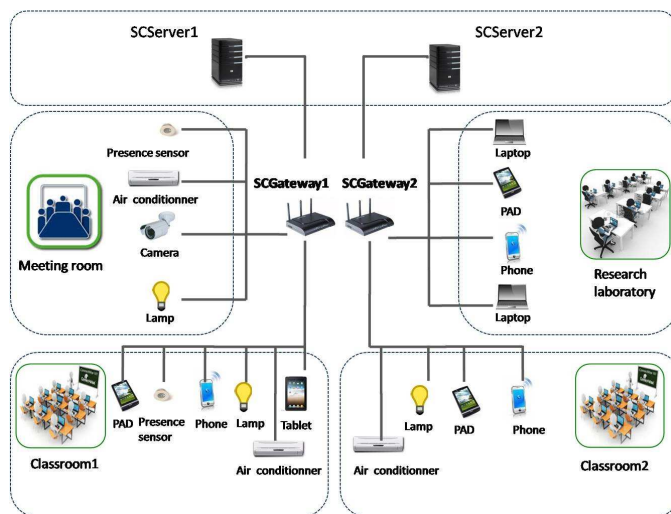 SCServer1
SCServer2
Presence sensor
Air conditionner
Camera
Lamp
Meeting room
SCGateway1
SCGateway2
Laptop
PAD
Phone
Laptop
Research
laboratory
PAD
Presence
sensor
Phone
Lamp
Tablet
Air conditionner
Classroom1
Lamp
PAD
Phone
Air conditionner
Classroom2